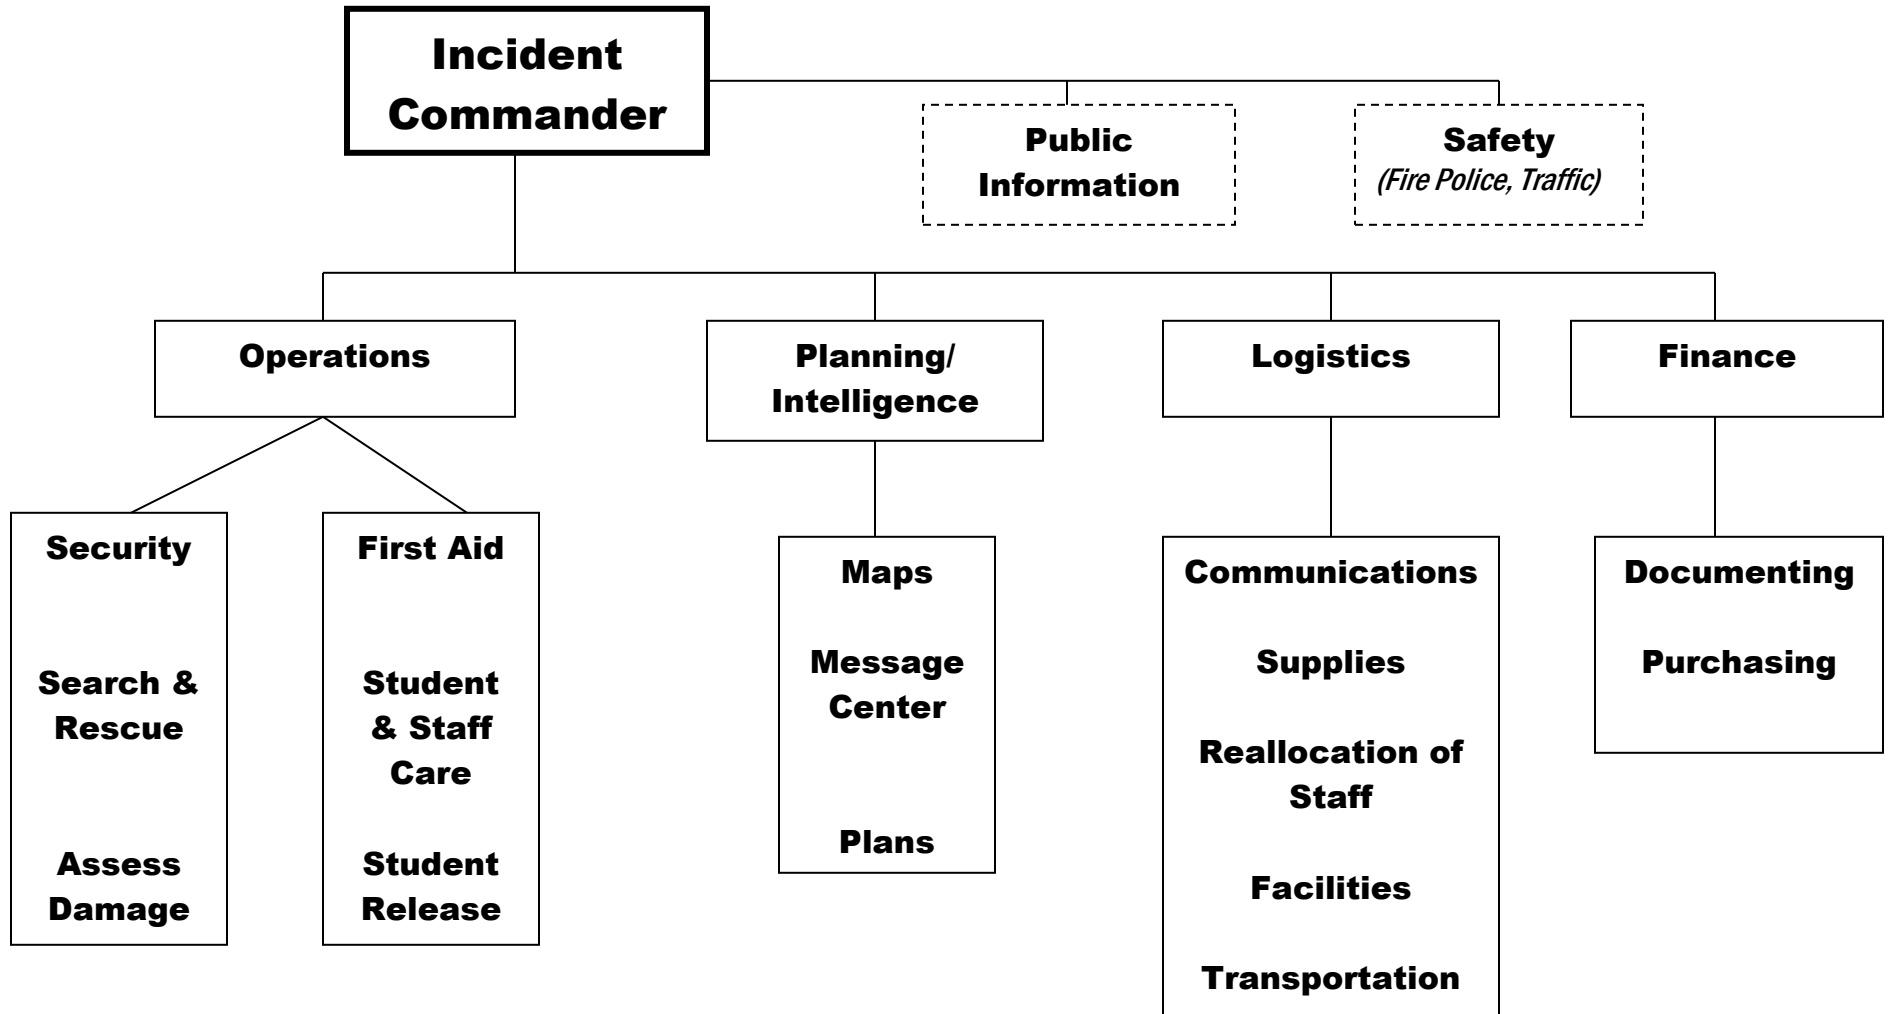 Incident
Commander
Public
Information
Safety
(Fire Police, Traffic)
Operations
Planning/
Intelligence
Logistics
Finance
Security
Search &
Rescue
Assess
Damage
First Aid
Student
& Staff
Care
Student
Release
Maps
Message
Center
Plans
Communications
Supplies
Reallocation of
Staff
Facilities
Transportation
Documenting
Purchasing